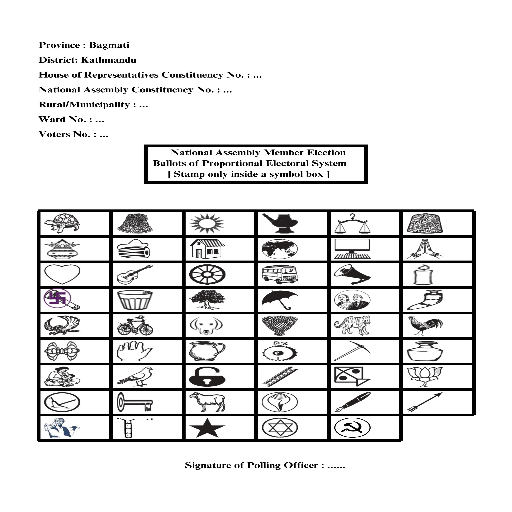 Province : Bagmati
District: Kathmandu
House of Representatives Constituency No. : ...
National Assembly Constituency No. : ...
Rural/Municipality : ...
Ward No. : ...
Voters No. : ...
National Assembly Member Election
Ballots of Proportional Electoral System
[ Stamp only inside a symbol box ]
Signature of Polling Officer : ......